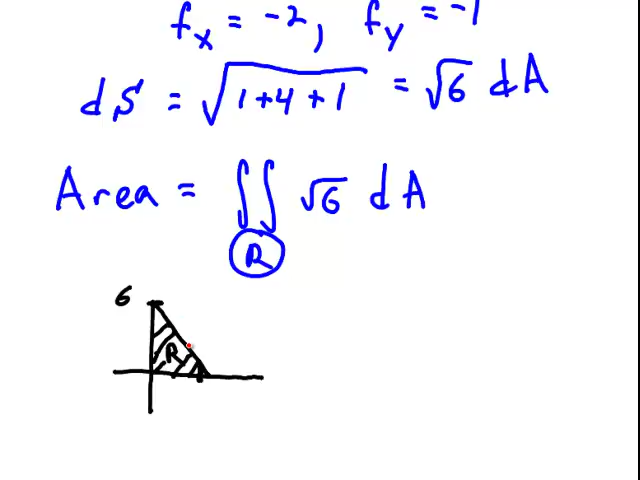 fx = -2, fy = -1
dS = √1+4+1 = √6 dA
Area = ∬ √6 dA
R
6
R